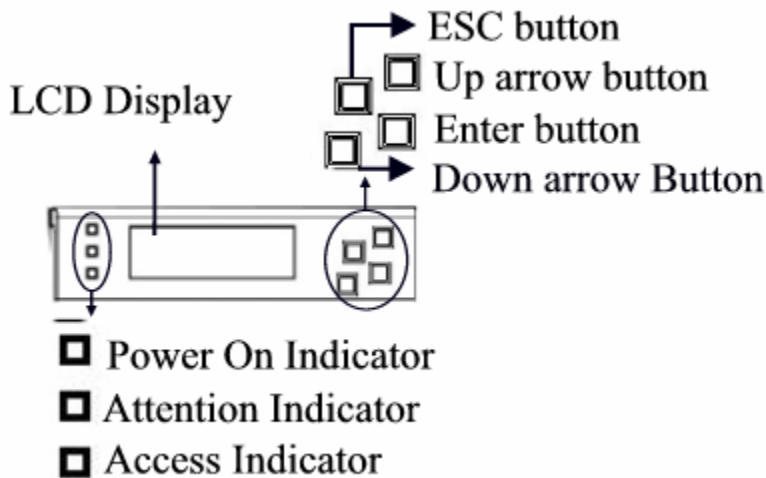 ESC button
Up arrow button
LCD Display
Enter button
Down arrow Button
Power On Indicator
Attention Indicator
Access Indicator